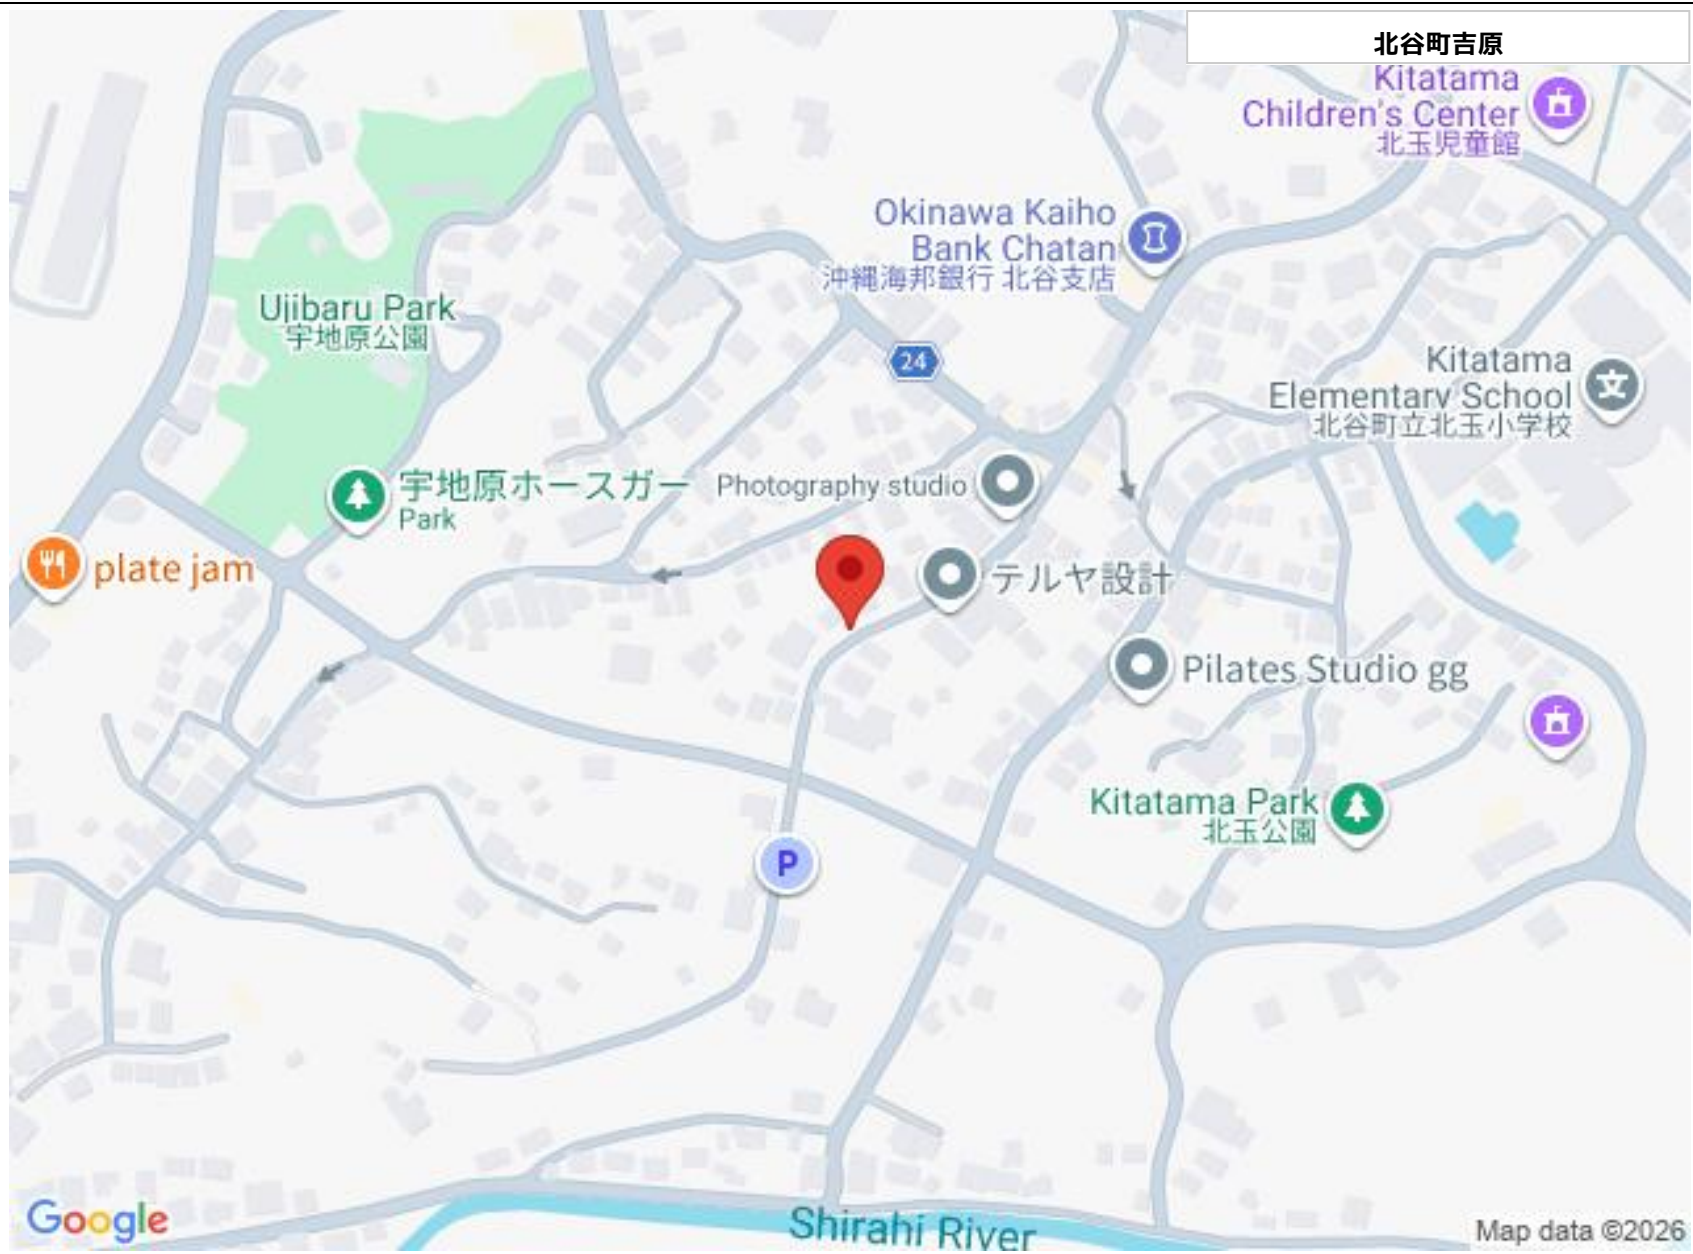 北谷町吉原
Kitatama
Children's Center
北玉児童館
Okinawa Kaiho
Bank Chatan
沖縄海邦銀行 北谷支店
Ujibaru Park
宇地原公園
24
Kitatama
Elementary School
北谷町立北玉小学校
文
宇地原ホースガー
Park
Photography studio
plate jam
テルヤ設計
Pilates Studio gg
Kitatama Park
北玉公園
P
Shirahi River
Google
Map data ©2026